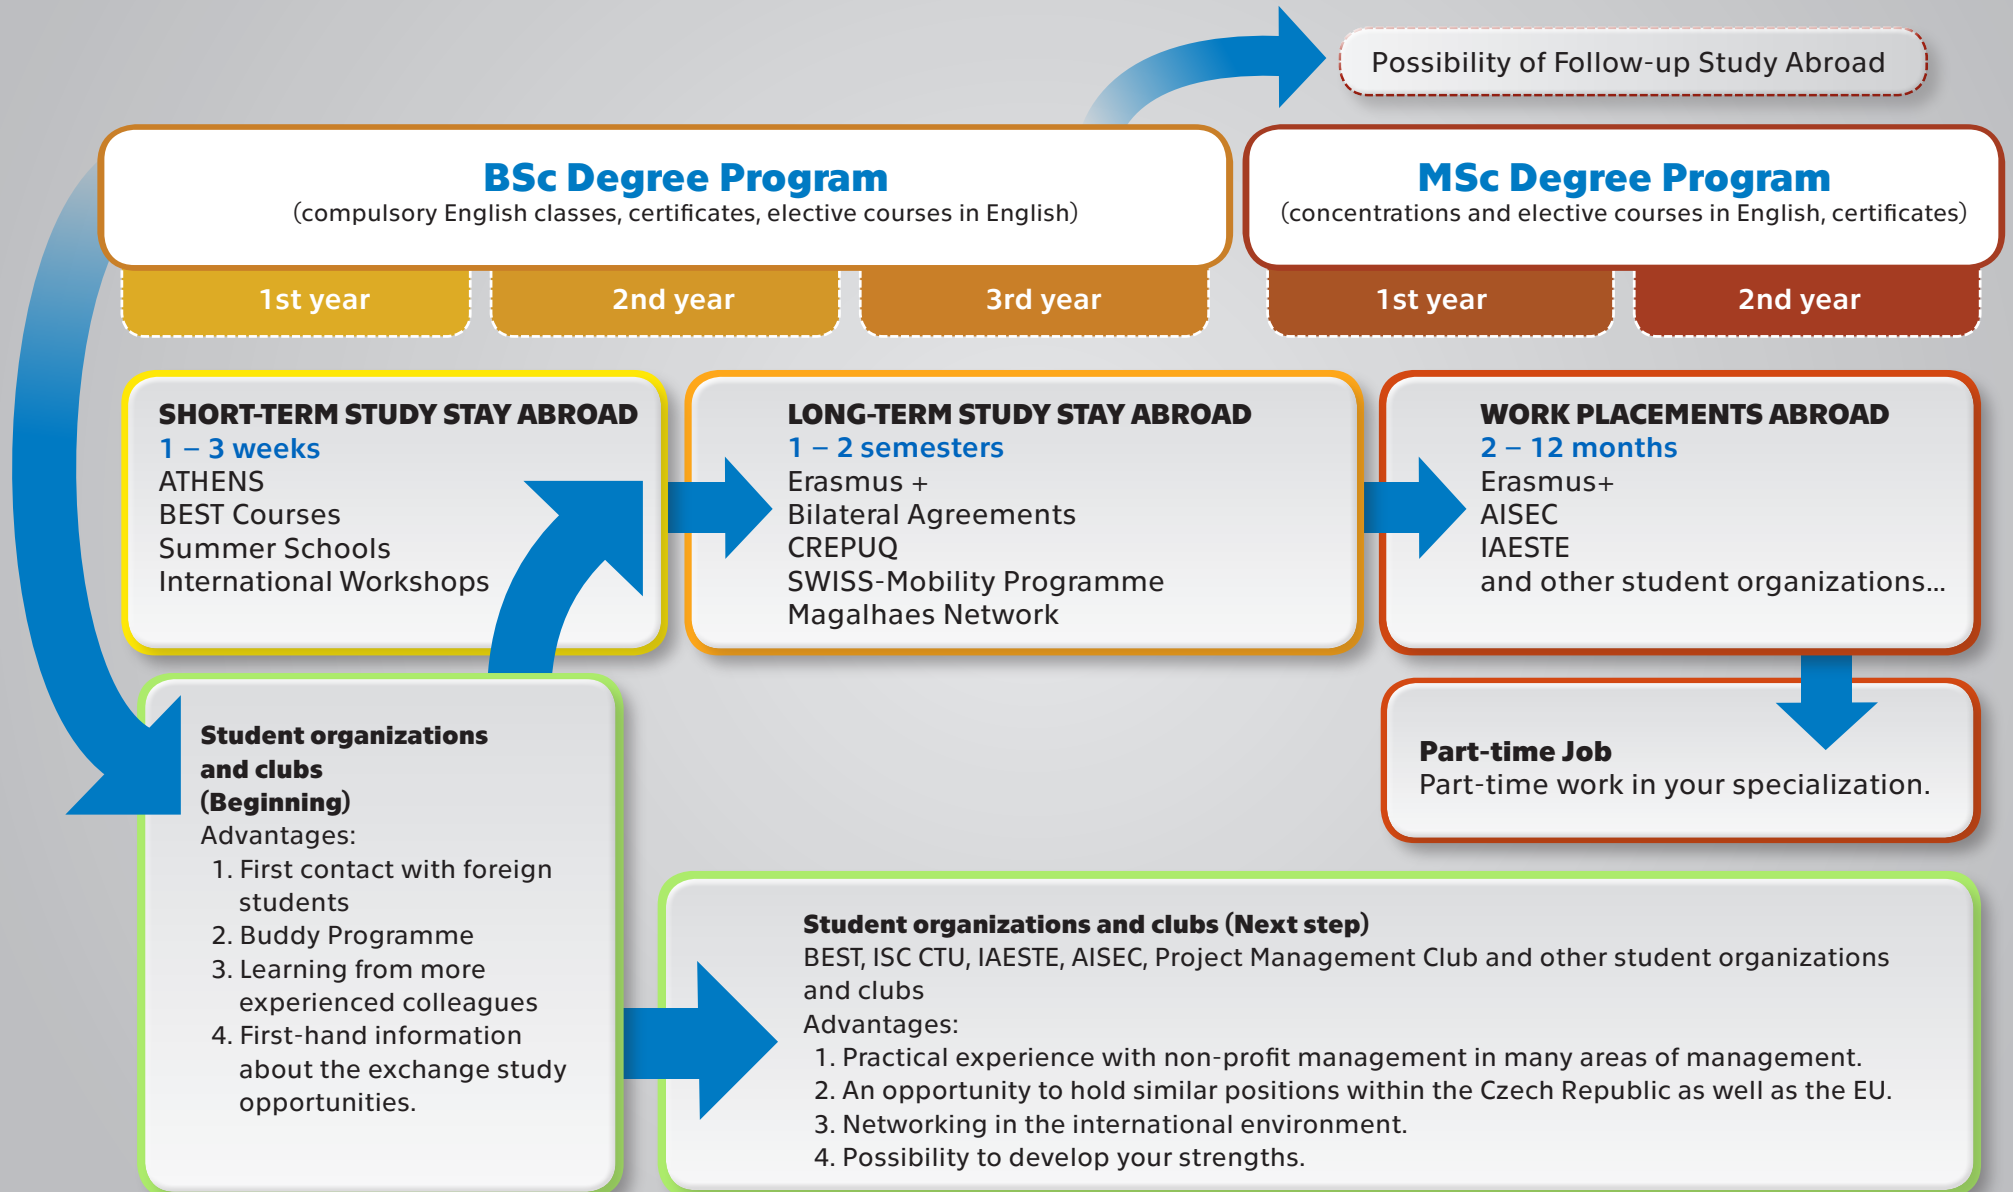 Possibility of Follow-up Study Abroad
BSc Degree Program
(compulsory English classes, certificates, elective courses in English)
MSc Degree Program
(concentrations and elective courses in English, certificates)
1st year
2nd year
3rd year
1st year
2nd year
SHORT-TERM STUDY STAY ABROAD
1 – 3 weeks
ATHENS
BEST Courses
Summer Schools
International Workshops
LONG-TERM STUDY STAY ABROAD
1 – 2 semesters
Erasmus +
Bilateral Agreements
CREPUQ
SWISS-Mobility Programme
Magalhaes Network
WORK PLACEMENTS ABROAD
2 – 12 months
Erasmus+
AISEC
IAESTE
and other student organizations...
Part-time Job
Part-time work in your specialization.
Student organizations
and clubs
(Beginning)
Advantages:
1. First contact with foreign
students
2. Buddy Programme
3. Learning from more
experienced colleagues
4. First-hand information
about the exchange study
opportunities.
Student organizations and clubs (Next step)
BEST, ISC CTU, IAESTE, AISEC, Project Management Club and other student organizations
and clubs
Advantages:
1. Practical experience with non-profit management in many areas of management.
2. An opportunity to hold similar positions within the Czech Republic as well as the EU.
3. Networking in the international environment.
4. Possibility to develop your strengths.